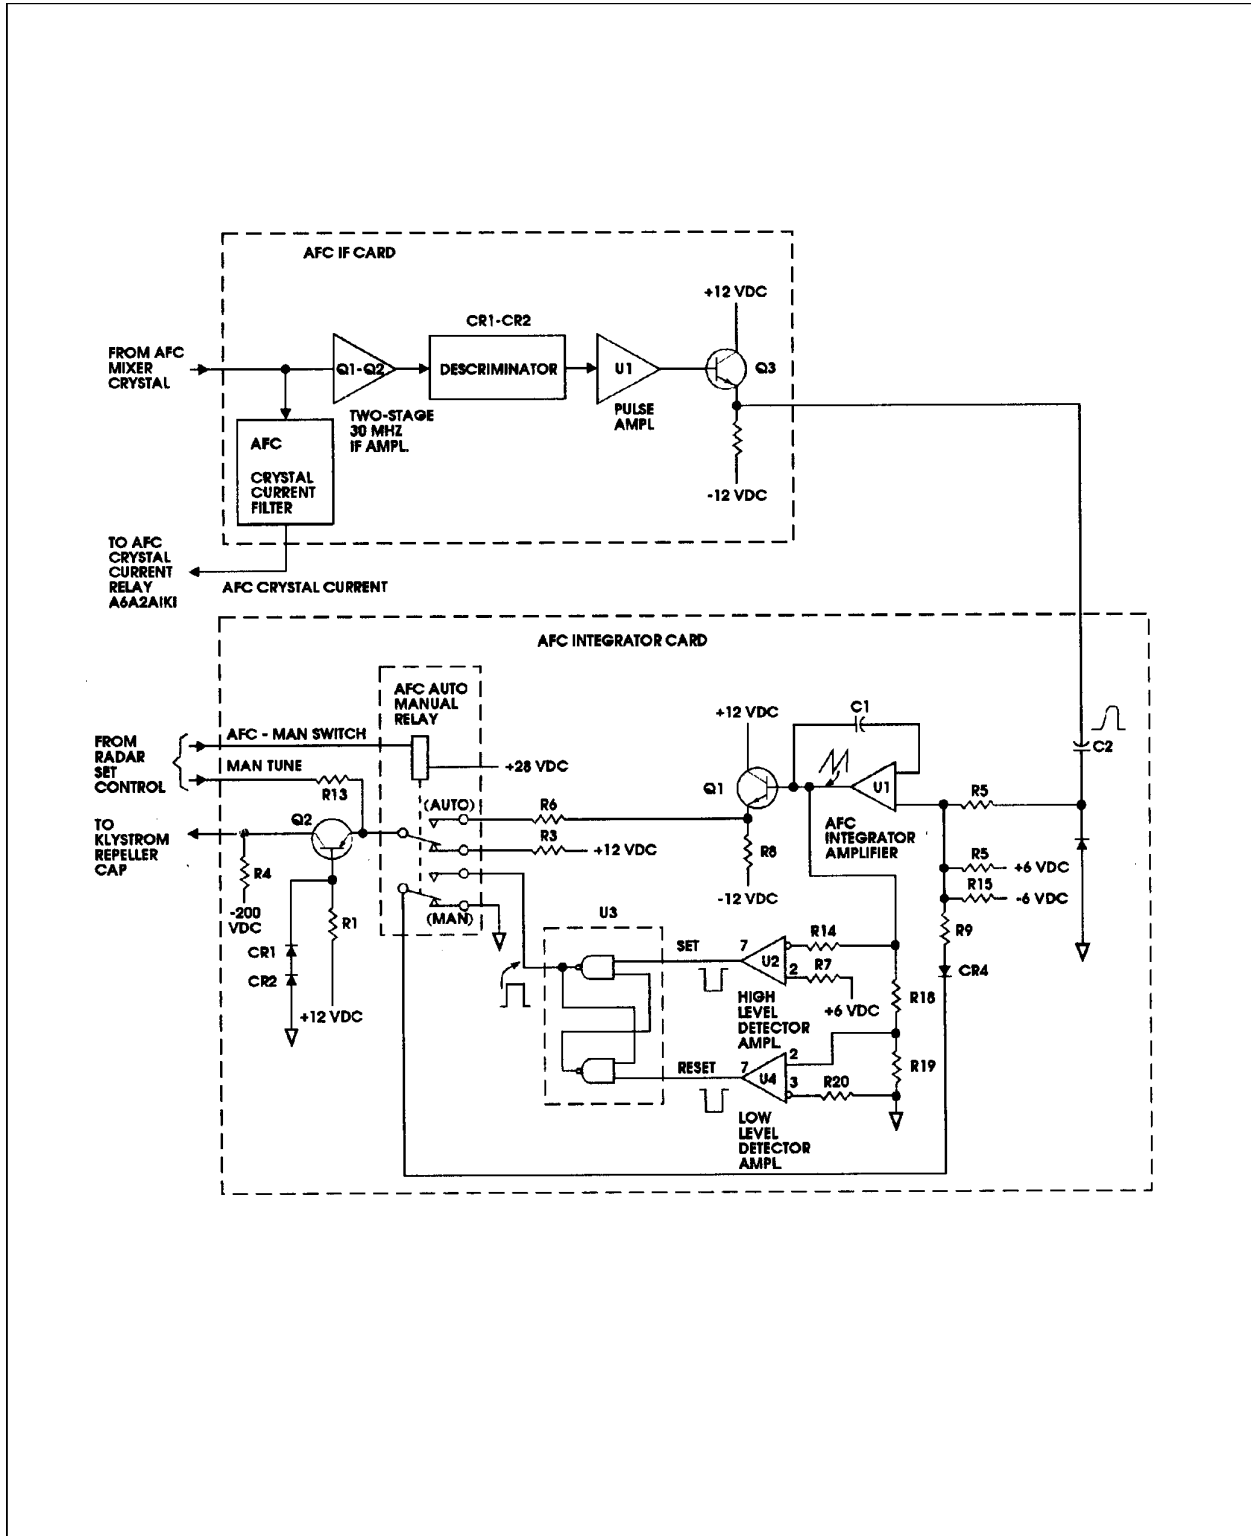 AFC IF CARD
+12 VDC
CR1-CR2
FROM AFC
MIXER
CRYSTAL
Q1-Q2
DESCRIMINATOR
U1
Q3
TWO-STAGE
30 MHZ
IF AMPL.
PULSE
AMPL
AFC
CRYSTAL
CURRENT
FILTER
-12 VDC
TO AFC
CRYSTAL
CURRENT
RELAY
A6A2A1K1
AFC CRYSTAL CURRENT
AFC INTEGRATOR CARD
AFC AUTO
MANUAL
RELAY
+12 VDC
C1
C2
FROM
RADAR
SET
CONTROL
AFC - MAN SWITCH
MAN TUNE
+28 VDC
R13
Q1
U1
R5
(AUTO)
R6
AFC
INTEGRATOR
AMPLIFIER
TO
KLYSTROM
REPELLER
CAP
Q2
R3
+12 VDC
R8
R5
+6 VDC
R4
R15
-6 VDC
-200
VDC
R1
(MAN)
-12 VDC
U3
R9
CR1
CR2
SET
7
U2
R14
2
R7
CR4
+12 VDC
+6 VDC
R18
HIGH
LEVEL
DETECTOR
AMPL.
RESET
7
U4
2
3
R20
R19
LOW
LEVEL
DETECTOR
AMPL.